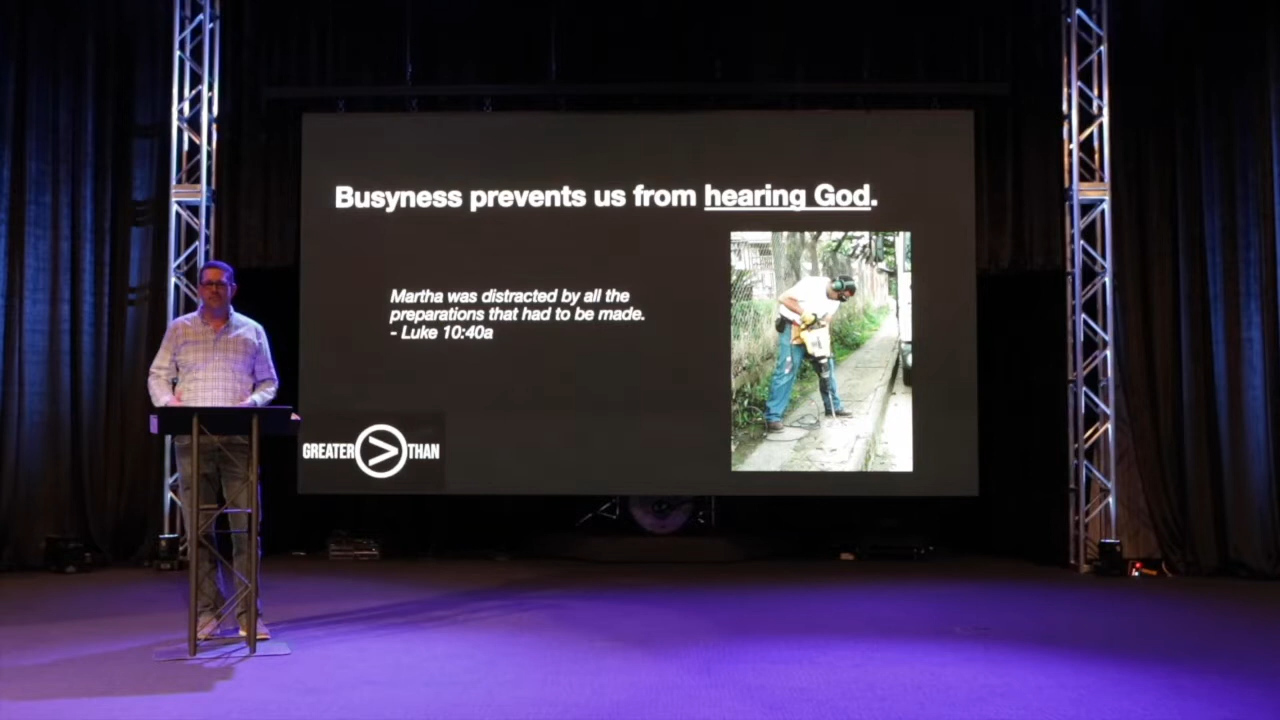 Busyness prevents us from hearing God.
Martha was distracted by all the
preparations that had to be made.
- Luke 10:40a
GREATER > THAN